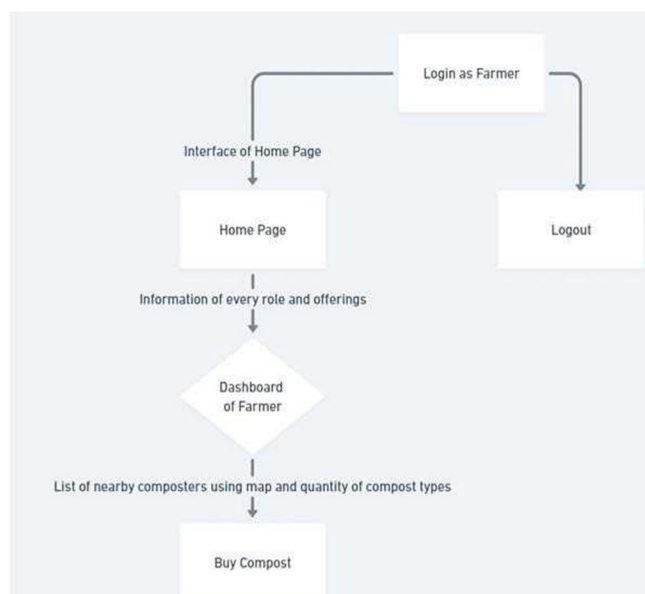 Login as Farmer
Interface of Home Page
Home Page
Logout
Information of every role and offerings
Dashboard
of Farmer
List of nearby composters using map and quantity of compost types
Buy Compost